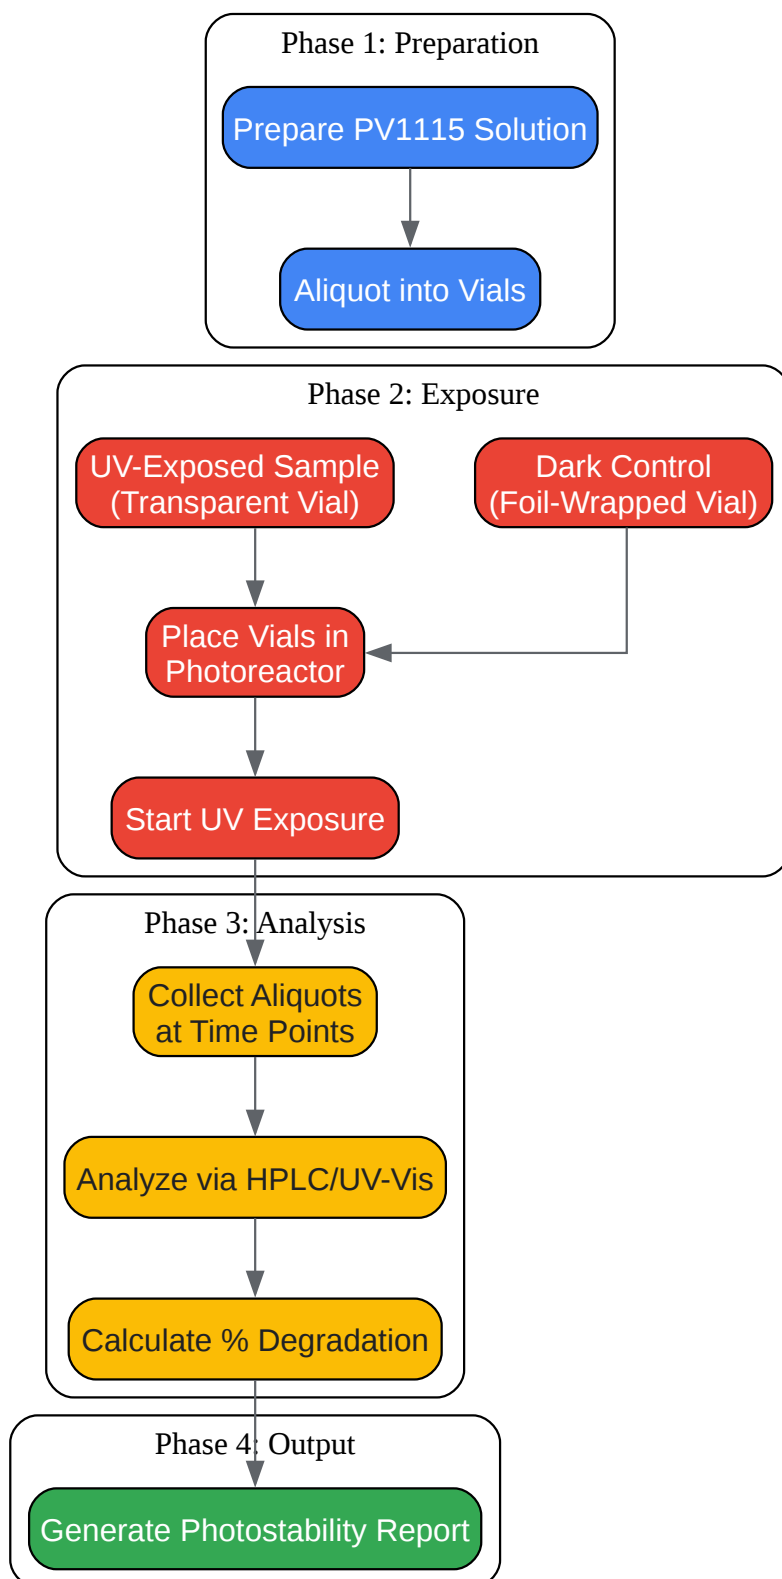 Phase 1: Preparation
Prepare PV1115 Solution
Aliquot into Vials
Phase 2: Exposure
UV-Exposed Sample
(Transparent Vial)
Dark Control
(Foil-Wrapped Vial)
Place Vials in
Photoreactor
Start UV Exposure
Phase 3: Analysis
Collect Aliquots
at Time Points
Analyze via HPLC/UV-Vis
Calculate % Degradation
Phase 4: Output
Generate Photostability Report